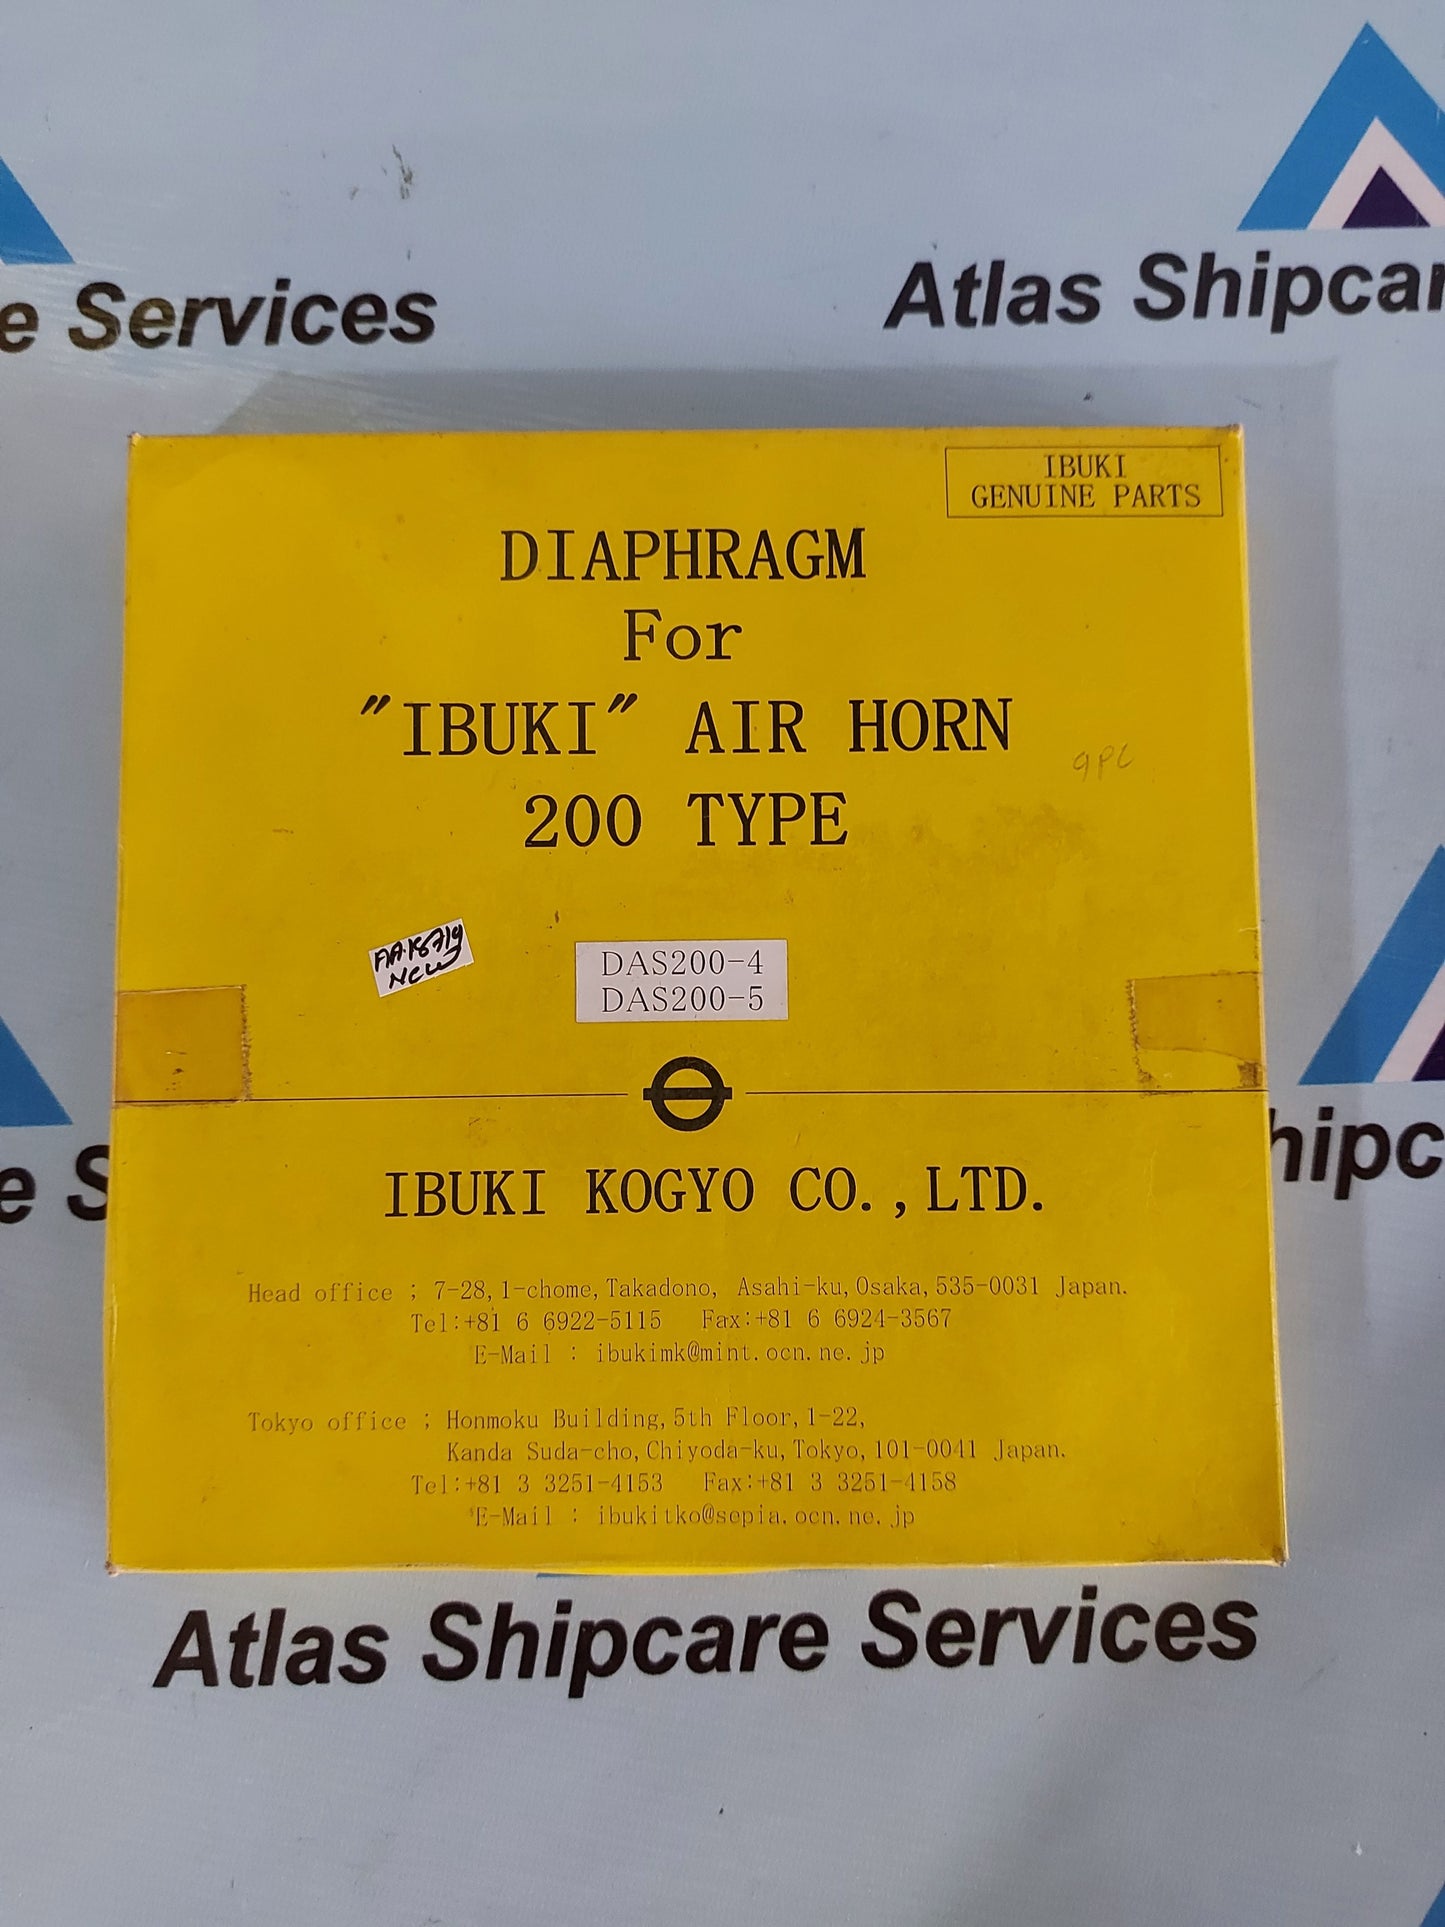 Atlas Shipcar
e Services
IBUKI
GENUINE PARTS
DIAPHRAGM
For
"IBUKI" AIR HORN
200 TYPE
9PC
AA18719
New
DAS200-4
DAS200-5
e S
hipc
IBUKI KOGYO CO.,LTD.
Head office ; 7-28,1-chome,Takadono, Asahi-ku,Osaka,535-0031 Japan.
Tel:+81 6 6922-5115 Fax:+81 6 6924-3567
E-Mail : ibukimk@mint.ocn.ne.jp
Tokyo office ; Honmoku Building,5th Floor,1-22,
Kanda Suda-cho,Chiyoda-ku,Tokyo,101-0041 Japan.
Tel:+81 3 3251-4153 Fax:+81 3 3251-4158
E-Mail : ibukitko@sepia.ocn.ne.jp
Atlas Shipcare Services